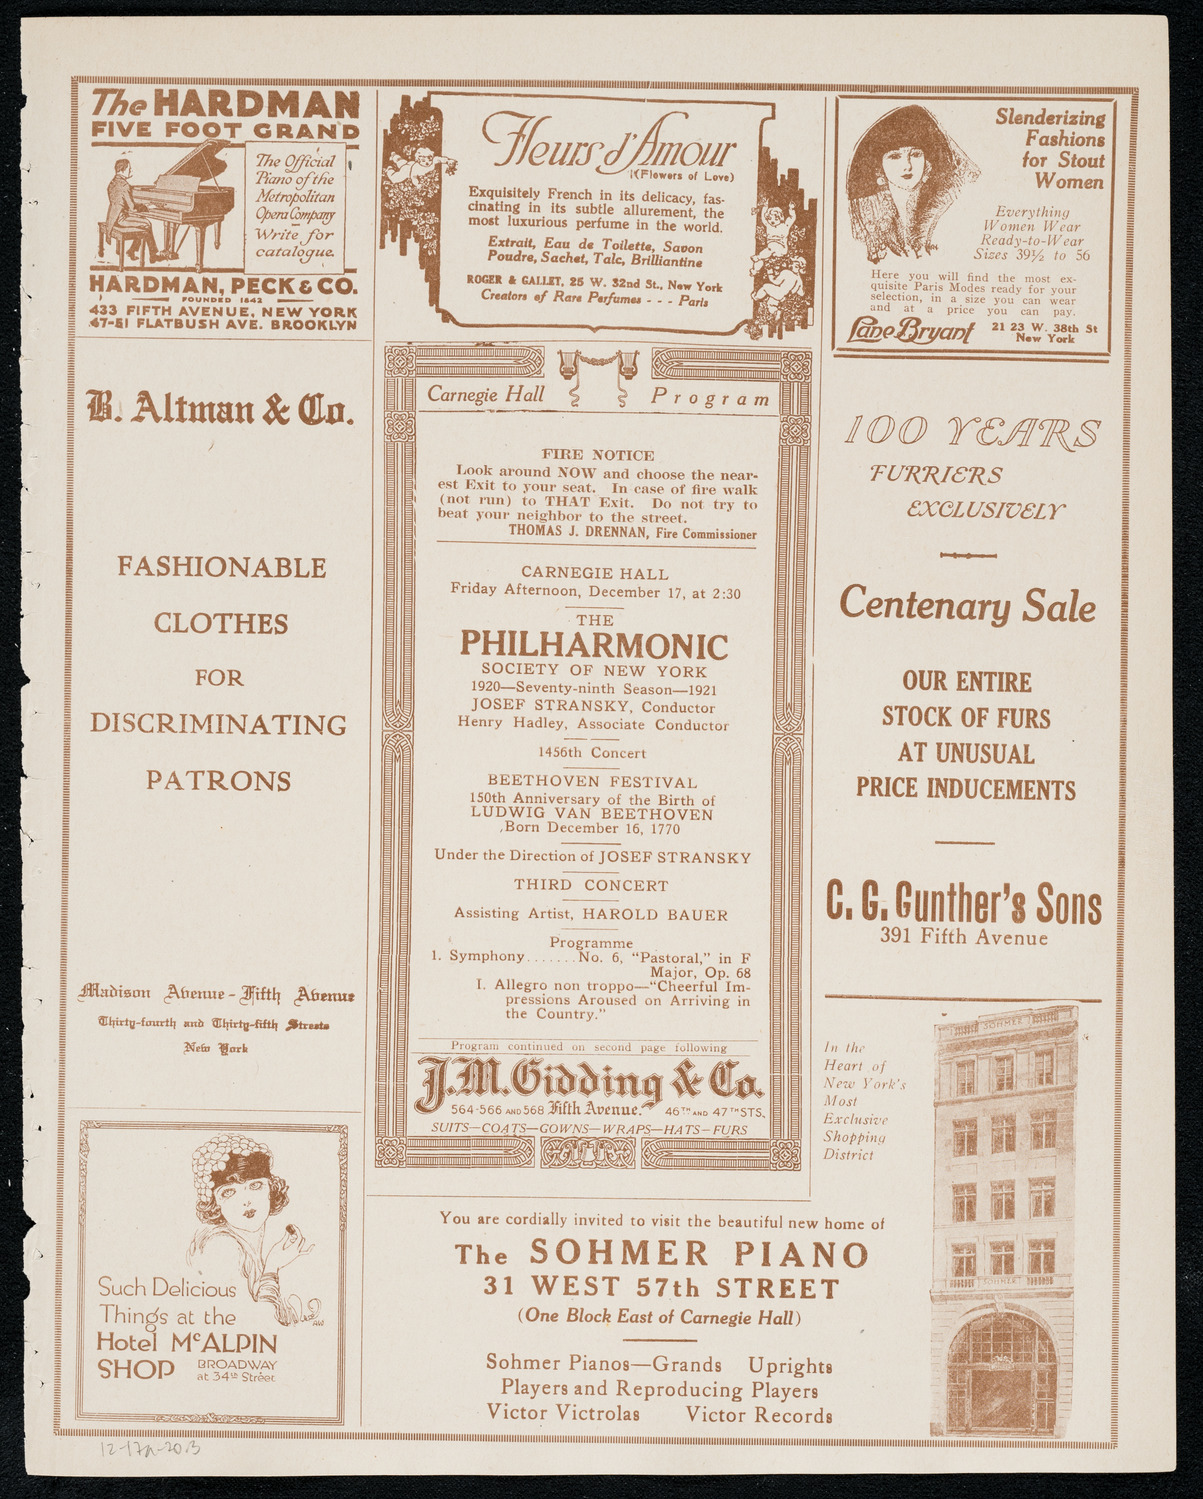 The HARDMAN
FIVE FOOT GRAND
The Official
Piano of the
Metropolitan
Opera Company
Write for
catalogue.
HARDMAN, PECK & CO.
FOUNDED 1842
433 FIFTH AVENUE, NEW YORK
47-51 FLATBUSH AVE. BROOKLYN
B. Altman & Co.
FASHIONABLE
CLOTHES
FOR
DISCRIMINATING
PATRONS
Madison Avenue - Fifth Avenue
Thirty-fourth and Thirty-fifth Streets
New York
Such Delicious
Things at the
Hotel McALPIN
SHOP
BROADWAY
at 34th Street
Fleurs d'Amour
(Flowers of Love)
Exquisitely French in its delicacy, fas-
cinating in its subtle allurement, the
most luxurious perfume in the world.
Extrait, Eau de Toilette, Savon
Poudre, Sachet, Talc, Brilliantine
ROGER & GALLET, 25 W. 32nd St., New York
Creators of Rare Perfumes - - - Paris
Carnegie Hall Program
FIRE NOTICE
Look around NOW and choose the near-
est Exit to your seat. In case of fire walk
(not run) to THAT Exit. Do not try to
beat your neighbor to the street.
THOMAS J. DRENNAN, Fire Commissioner
CARNEGIE HALL
Friday Afternoon, December 17, at 2:30
THE
PHILHARMONIC
SOCIETY OF NEW YORK
1920—Seventy-ninth Season—1921
JOSEF STRANSKY, Conductor
Henry Hadley, Associate Conductor
1456th Concert
BEETHOVEN FESTIVAL
150th Anniversary of the Birth of
LUDWIG VAN BEETHOVEN
Born December 16, 1770
Under the Direction of JOSEF STRANSKY
THIRD CONCERT
Assisting Artist, HAROLD BAUER
Programme
1. Symphony.......No. 6, "Pastoral," in F
Major, Op. 68
I. Allegro non troppo—"Cheerful Im-
pressions Aroused on Arriving in
the Country."
Program continued on second page following
J.M. Gidding & Co.
564-566 AND 568 Fifth Avenue. 46TH AND 47TH STS.
SUITS—COATS—GOWNS—WRAPS—HATS—FURS
Slenderizing
Fashions
for Stout
Women
Everything
Women Wear
Ready-to-Wear
Sizes 39½ to 56
Here you will find the most ex-
quisite Paris Modes ready for your
selection, in a size you can wear
and at a price you can pay.
Lane Bryant
21 23 W. 38th St
New York
100 YEARS
FURRIERS
EXCLUSIVELY
Centenary Sale
OUR ENTIRE
STOCK OF FURS
AT UNUSUAL
PRICE INDUCEMENTS
C. G. Gunther's Sons
391 Fifth Avenue
In the
Heart of
New York's
Most
Exclusive
Shopping
District
SOHMER
SOHMER
You are cordially invited to visit the beautiful new home of
The SOHMER PIANO
31 WEST 57th STREET
(One Block East of Carnegie Hall)
Sohmer Pianos—Grands Uprights
Players and Reproducing Players
Victor Victrolas Victor Records